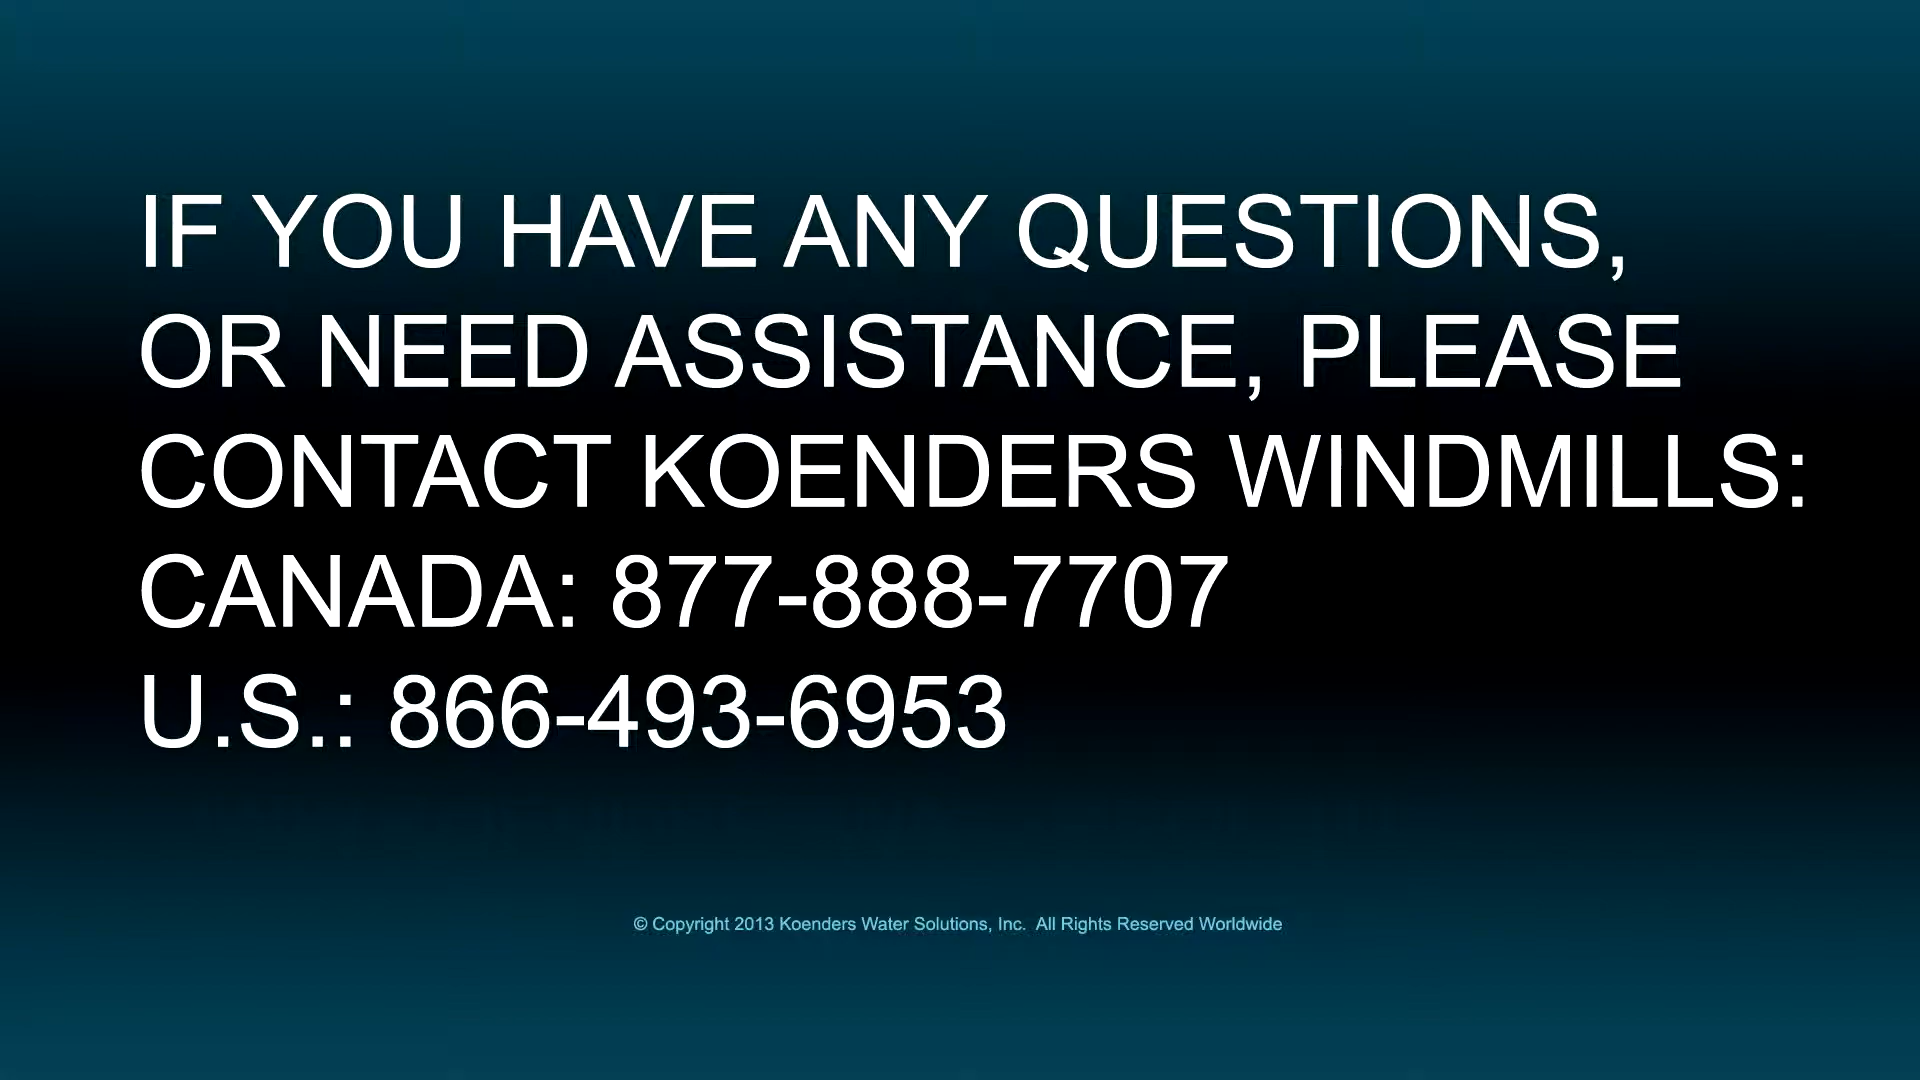 IF YOU HAVE ANY QUESTIONS,
OR NEED ASSISTANCE, PLEASE
CONTACT KOENDERS WINDMILLS:
CANADA: 877-888-7707
U.S.: 866-493-6953
© Copyright 2013 Koenders Water Solutions, Inc.  All Rights Reserved Worldwide